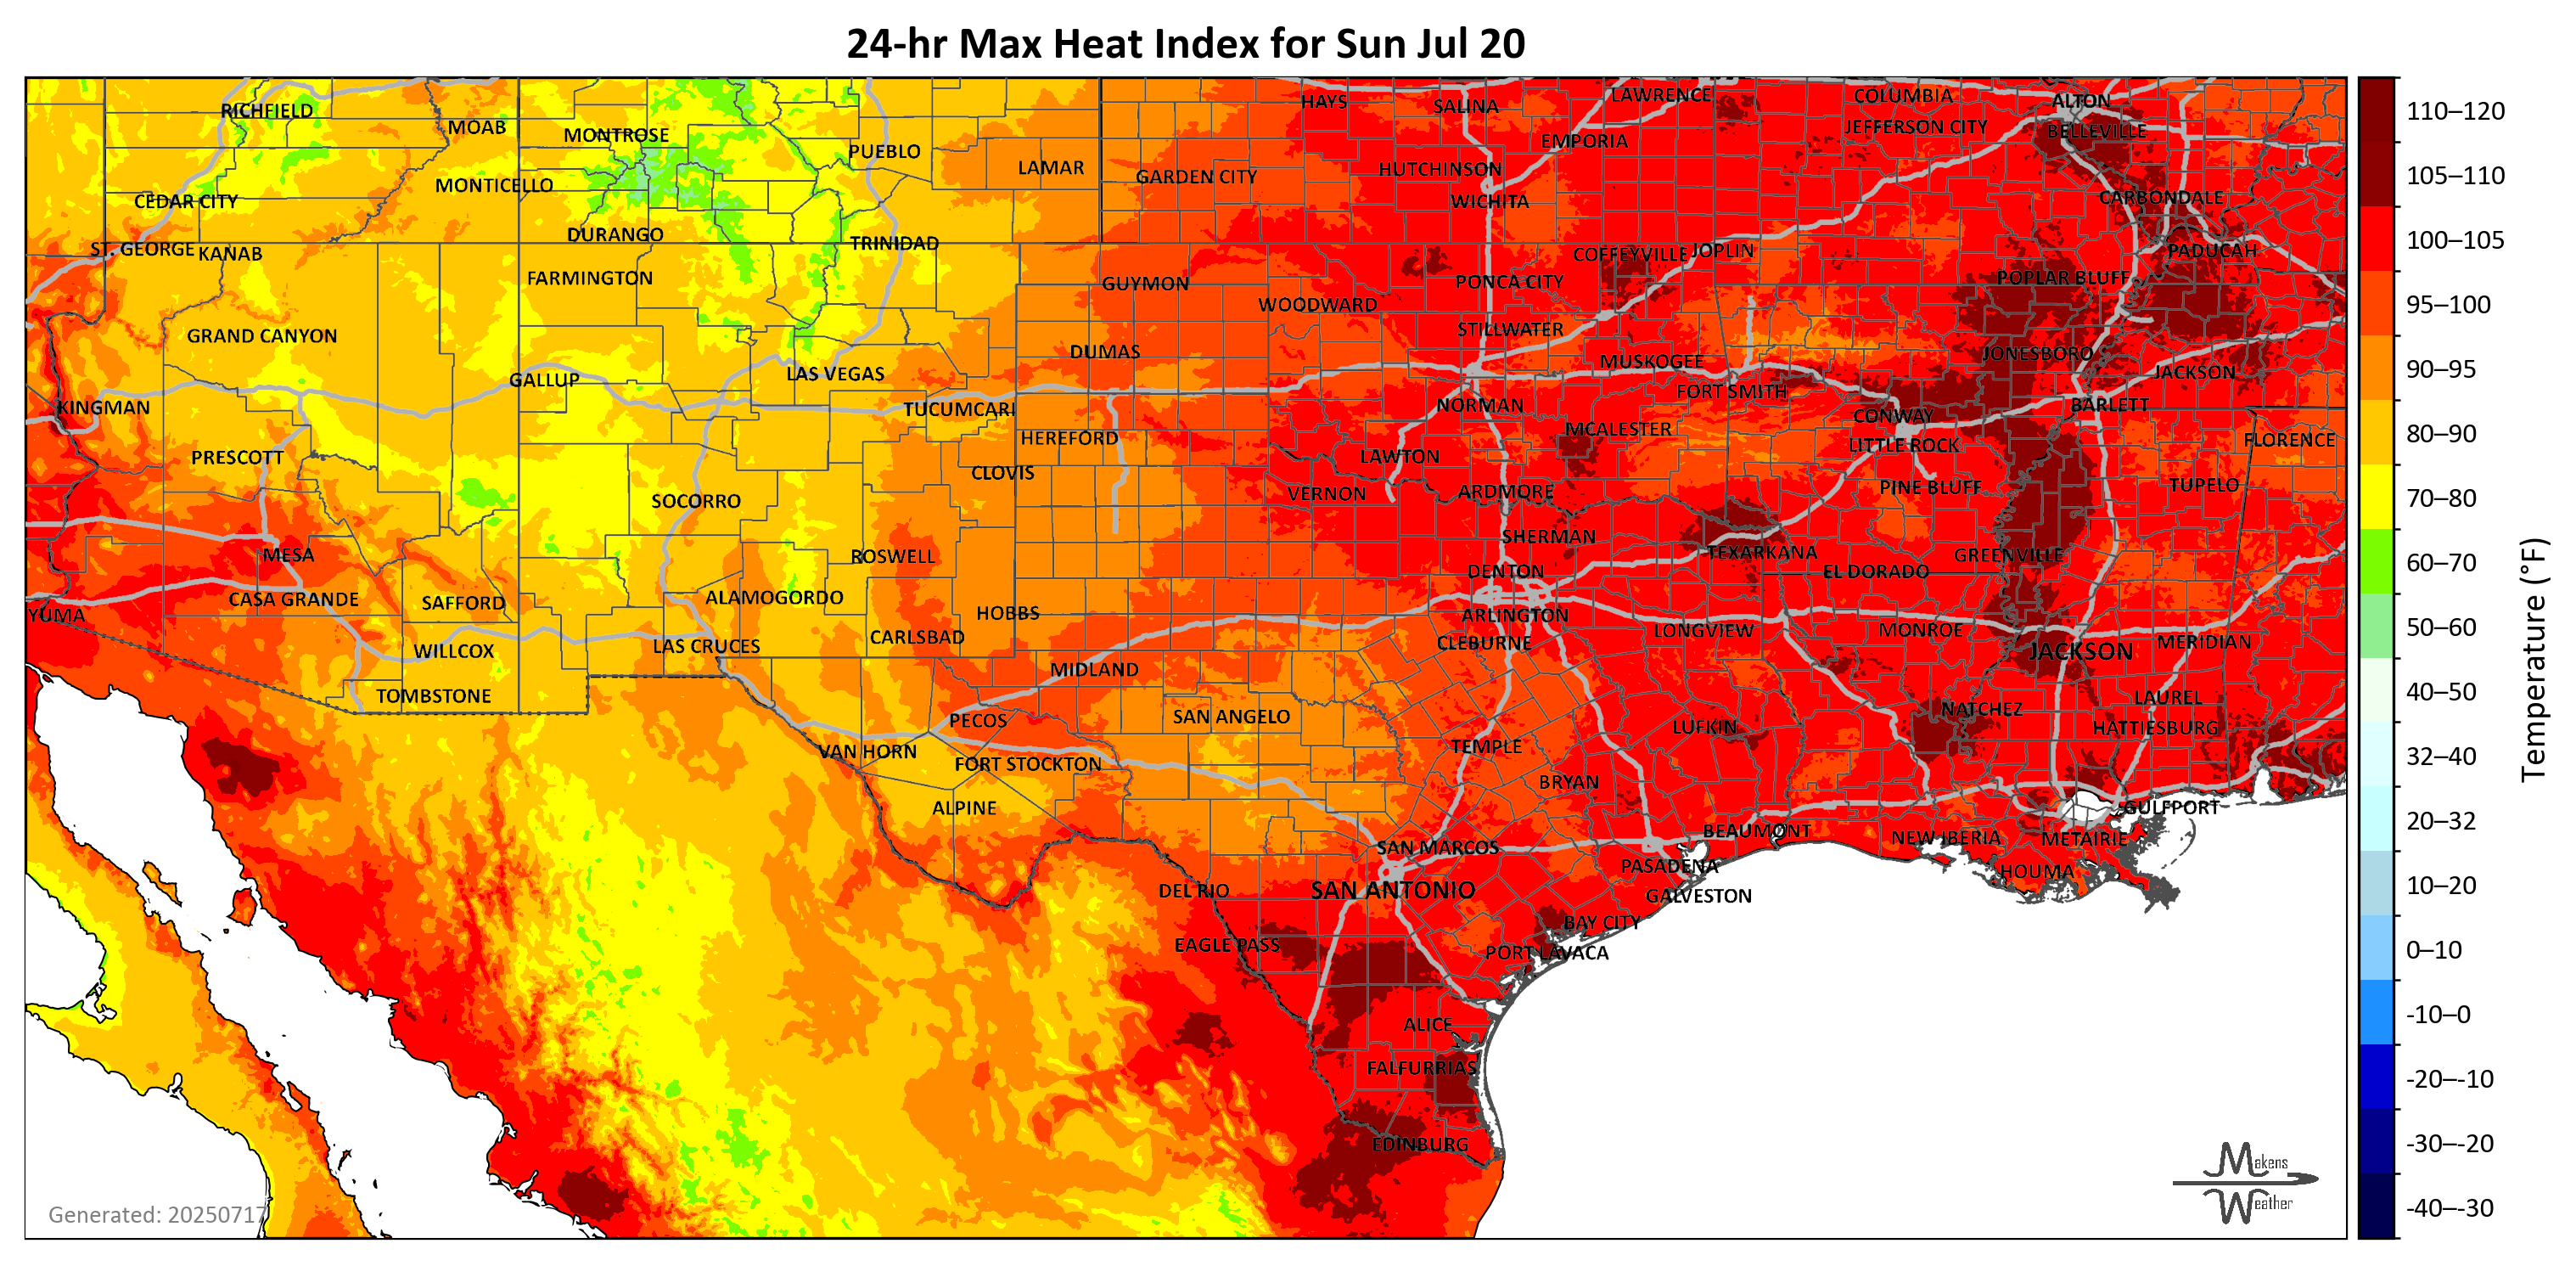 24-hr Max Heat Index for Sun Jul 20
RICHFIELD
MOAB
MONTROSE
PUEBLO
LAMAR
HAYS
SALINA
LAWRENCE
COLUMBIA
ALTON
EMPORIA
JEFFERSON CITY
BELLEVILLE
CEDAR CITY
MONTICELLO
GARDEN CITY
HUTCHINSON
WICHITA
CARBONDALE
ST. GEORGE
KANAB
DURANGO
TRINIDAD
COFFEYVILLE
JOPLIN
PADUCAH
FARMINGTON
GUYMON
WOODWARD
PONCA CITY
POPLAR BLUFF
GRAND CANYON
DUMAS
STILLWATER
MUSKOGEE
JONESBORO
JACKSON
KINGMAN
GALLUP
LAS VEGAS
TUCUMCARI
NORMAN
FORT SMITH
CONWAY
BARLETT
HEREFORD
MCALESTER
LITTLE ROCK
FLORENCE
PRESCOTT
CLOVIS
LAWTON
SOCORRO
VERNON
ARDMORE
PINE BLUFF
TUPELO
MESA
ROSWELL
SHERMAN
TEXARKANA
GREENVILLE
CASA GRANDE
SAFFORD
ALAMOGORDO
HOBBS
DENTON
EL DORADO
YUMA
ARLINGTON
WILLCOX
LAS CRUCES
CARLSBAD
CLEBURNE
LONGVIEW
MONROE
JACKSON
MERIDIAN
TOMBSTONE
MIDLAND
PECOS
SAN ANGELO
LUFKIN
NATCHEZ
LAUREL
HATTIESBURG
VAN HORN
FORT STOCKTON
TEMPLE
BRYAN
ALPINE
GULFPORT
SAN MARCOS
BEAUMONT
NEW IBERIA
METAIRIE
DEL RIO
SAN ANTONIO
PASADENA
GALVESTON
HOUMA
EAGLE PASS
BAY CITY
PORT LAVACA
ALICE
FALFURRIAS
EDINBURG
Generated: 20250717
Makens
Weather
110–120
105–110
100–105
95–100
90–95
80–90
70–80
60–70
50–60
40–50
32–40
20–32
10–20
0–10
-10–0
-20–-10
-30–-20
-40–-30
Temperature (°F)